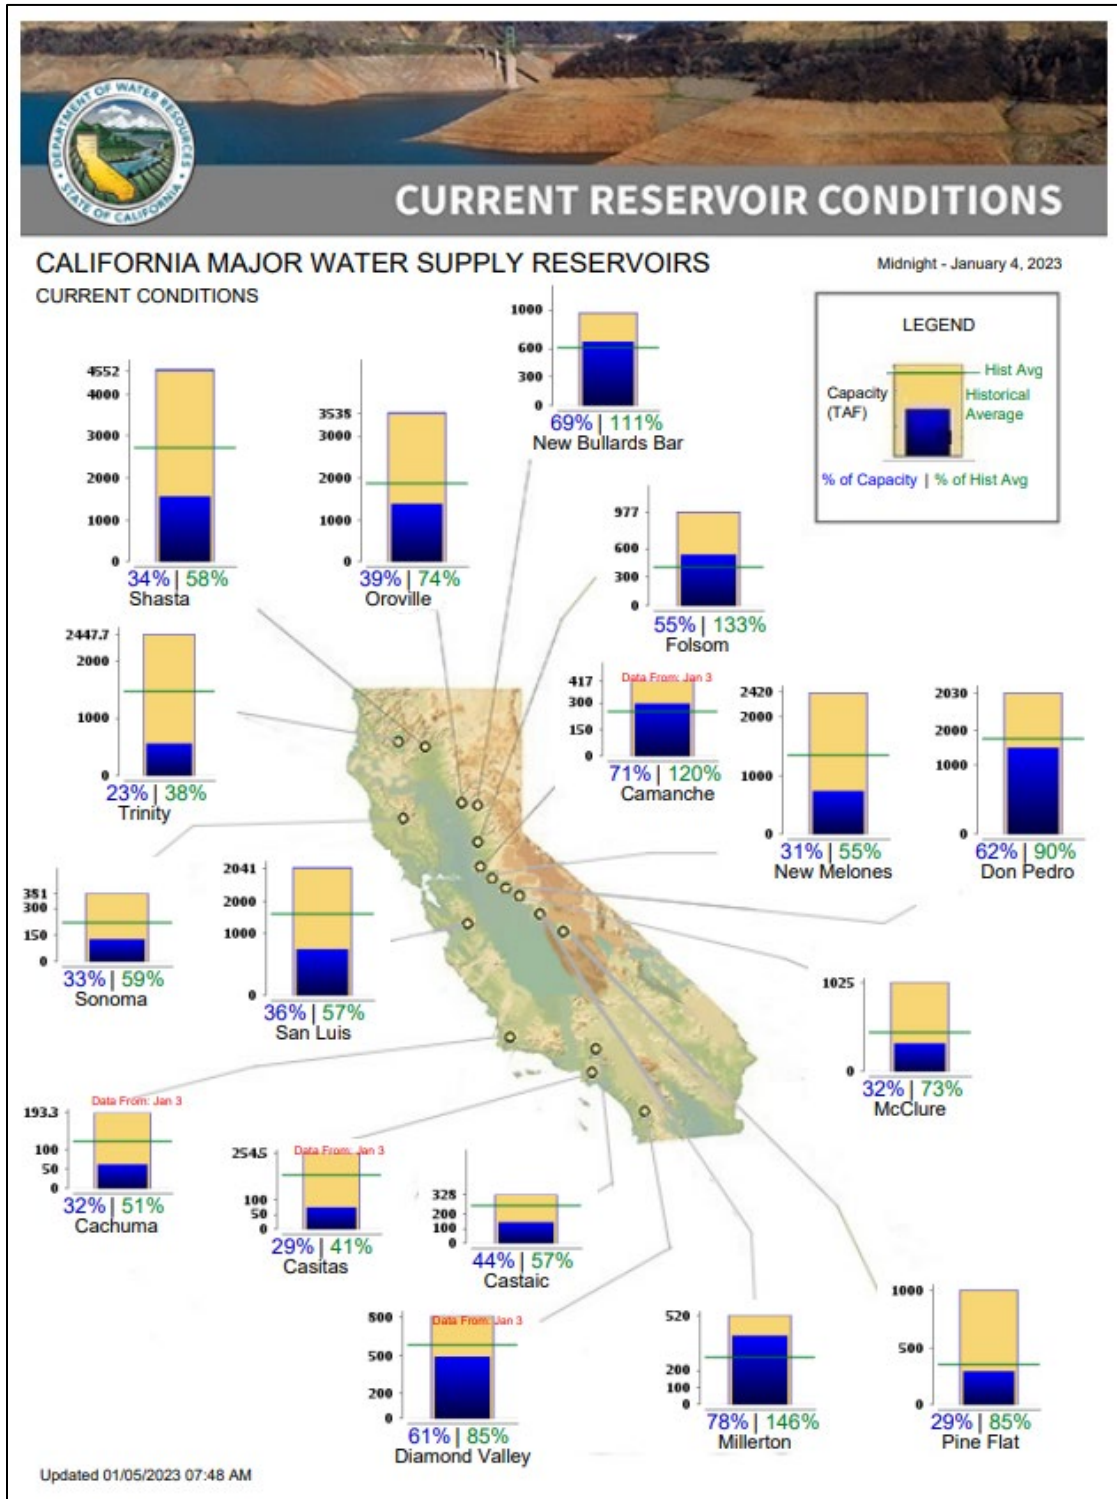 DEPARTMENT OF WATER RESOURCES
STATE OF CALIFORNIA
CURRENT RESERVOIR CONDITIONS
CALIFORNIA MAJOR WATER SUPPLY RESERVOIRS
CURRENT CONDITIONS
Midnight - January 4, 2023
LEGEND
Hist Avg
Capacity
(TAF)
Historical
Average
% of Capacity | % of Hist Avg
1000
600
300
0
69% | 111%
New Bullards Bar
4552
4000
3000
2000
1000
0
34% | 58%
Shasta
3538
3000
2000
1000
0
39% | 74%
Oroville
977
600
300
0
55% | 133%
Folsom
2447.7
2000
1000
0
23% | 38%
Trinity
Data From: Jan 3
417
300
150
0
71% | 120%
Camanche
2420
2000
1000
0
31% | 55%
New Melones
2030
2000
1000
0
62% | 90%
Don Pedro
381
300
150
0
33% | 59%
Sonoma
2041
2000
1000
0
36% | 57%
San Luis
1025
0
32% | 73%
McClure
Data From: Jan 3
193.3
100
50
0
32% | 51%
Cachuma
Data From: Jan 3
254.5
100
50
0
29% | 41%
Casitas
328
200
100
0
44% | 57%
Castaic
Data From: Jan 3
800
500
200
0
61% | 85%
Diamond Valley
520
200
100
0
78% | 146%
Millerton
1000
500
0
29% | 85%
Pine Flat
Updated 01/05/2023 07:48 AM